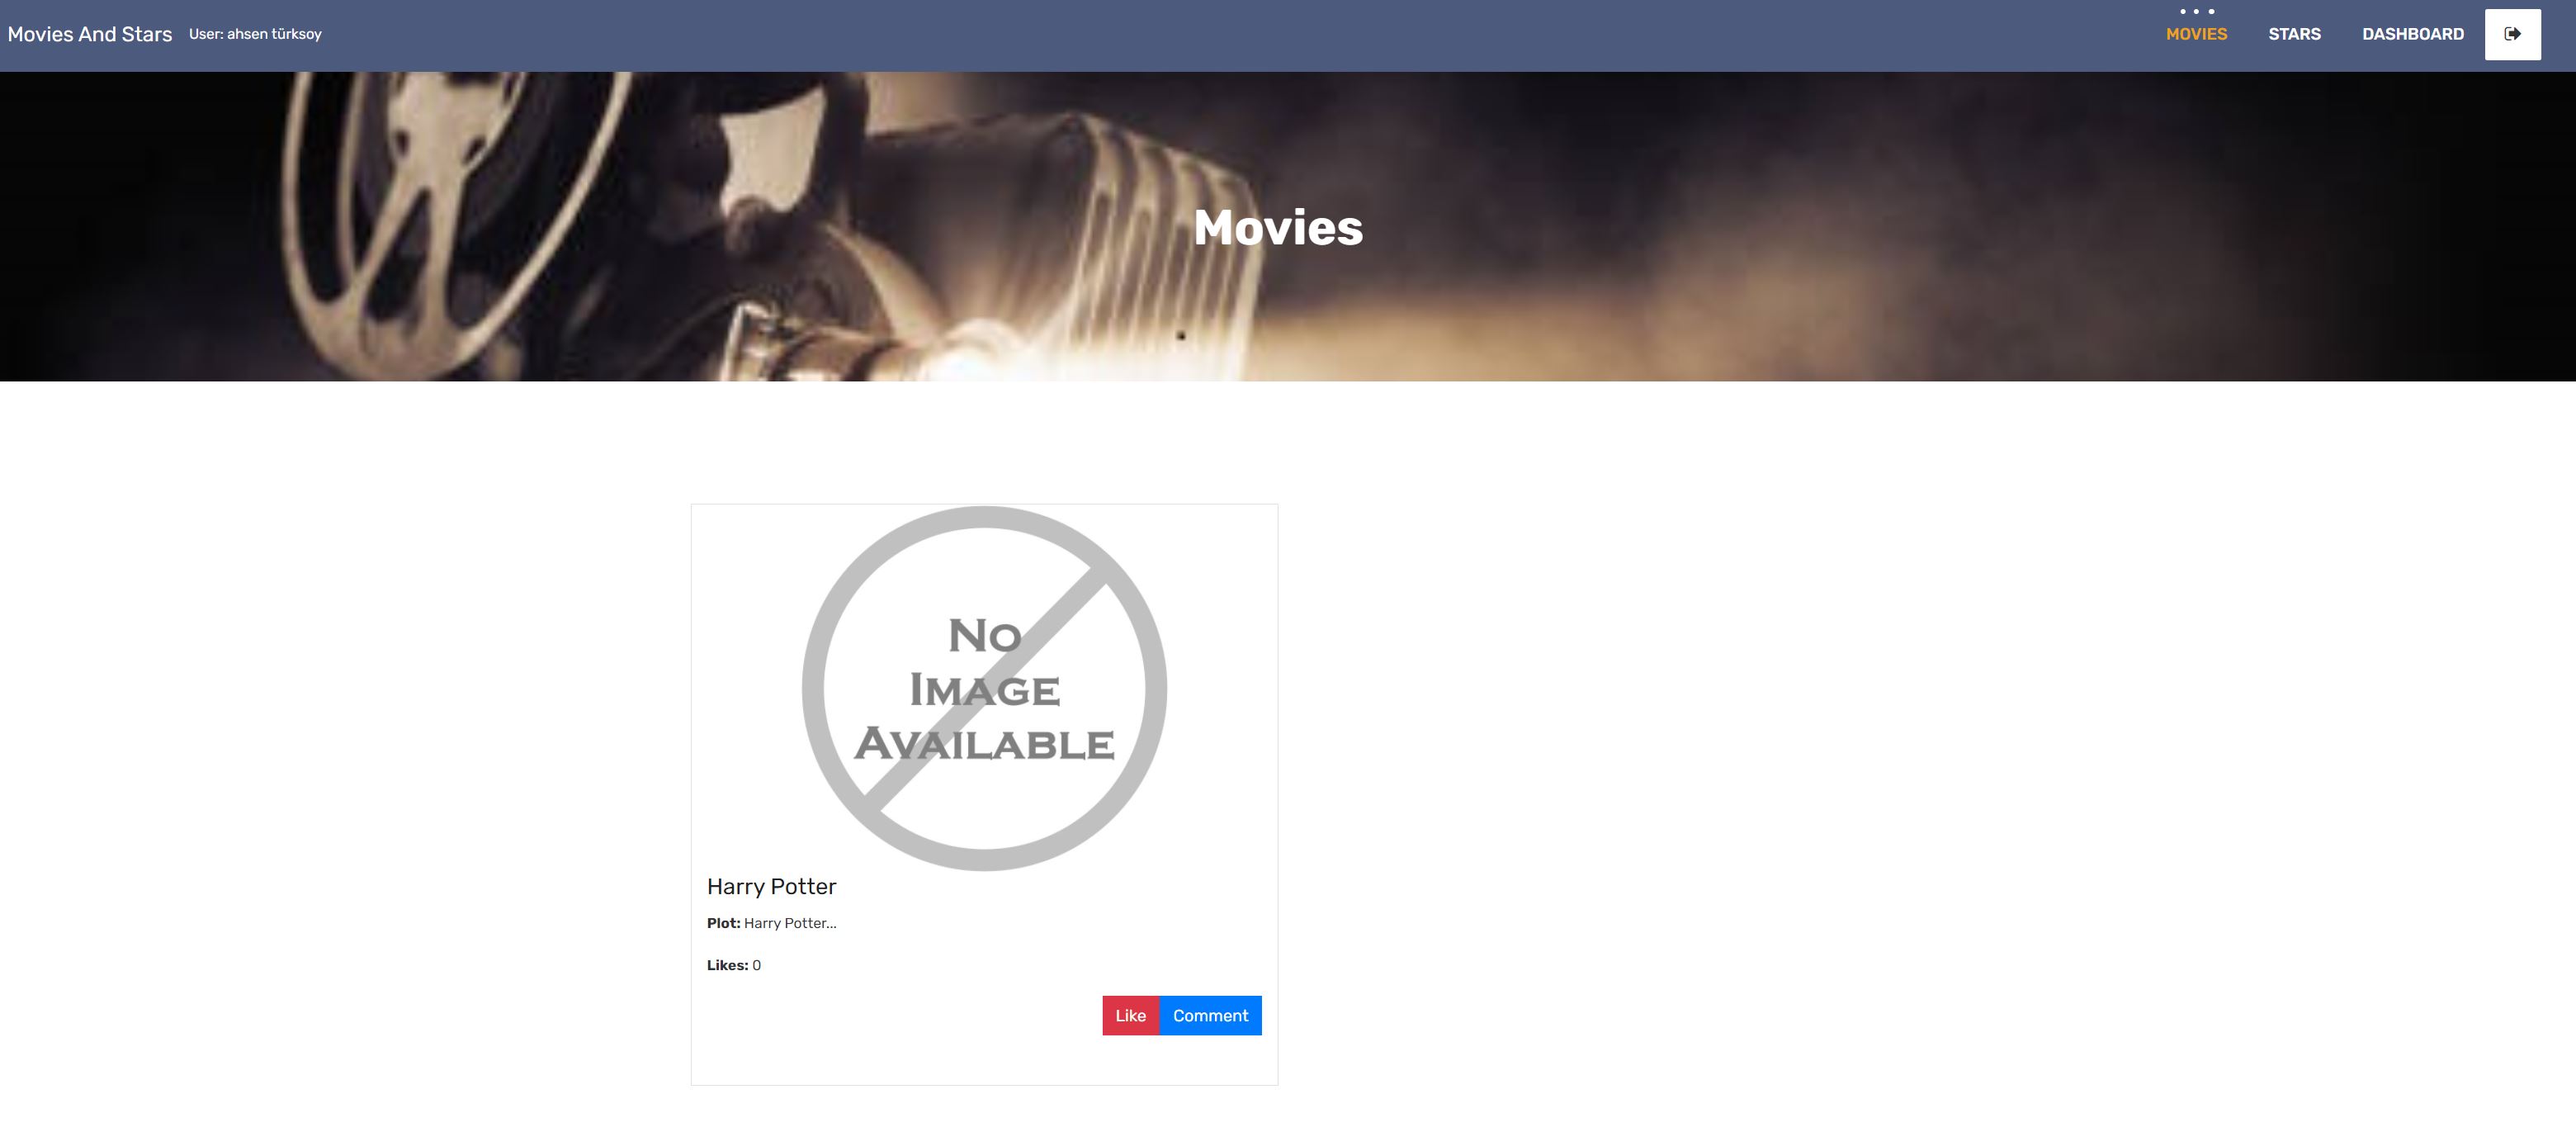 Movies And Stars User: ahsen türksoy MOVIES STARS DASHBOARD
Movies
No
Image
Available
Harry Potter
Plot: Harry Potter...
Likes: 0
Like Comment